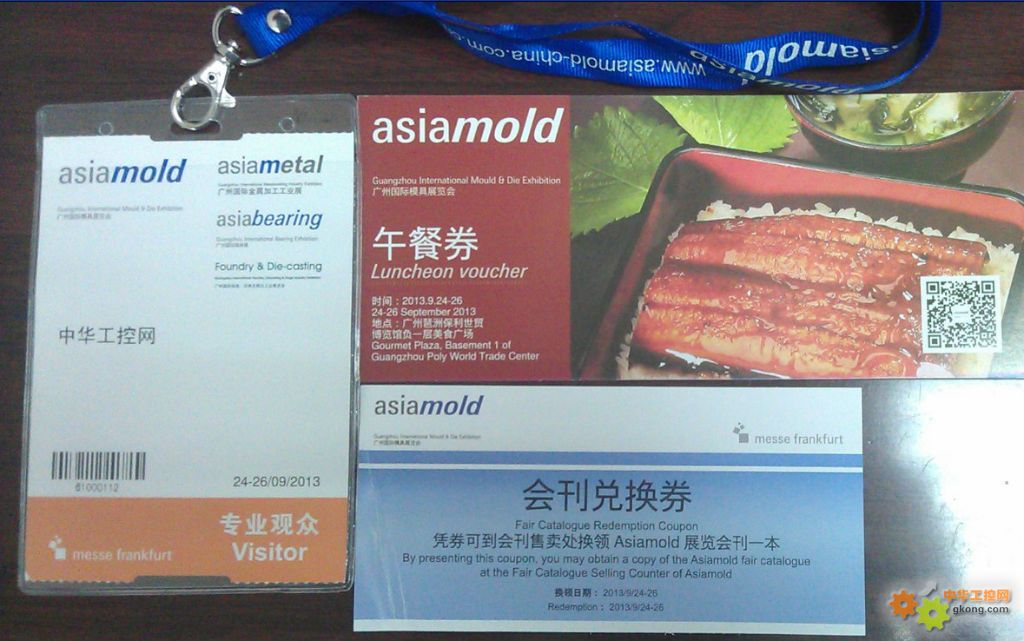 www.asiamold-china.com.cn
asiamold
asiamold
Guangzhou International Mould & Die Exhibition
广州国际模具展览会
asiametal
广州国际金属加工工业展
asiabearing
Guangzhou International Bearing Exhibition
Foundry & Die-casting
中华工控网
61000112
24-26/09/2013
专业观众
Visitor
messe frankfurt
asiamold
Guangzhou International Mould & Die Exhibition
广州国际模具展览会
午餐券
Luncheon voucher
时间：2013.9.24-26
24-26 September 2013
地点：广州琶洲保利世贸
博览馆负一层美食广场
Gourmet Plaza, Basement 1 of
Guangzhou Poly World Trade Center
asiamold
Guangzhou International Mould & Die Exhibition
广州国际模具展览会
messe frankfurt
会刊兑换券
Fair Catalogue Redemption Coupon
凭券可到会刊售卖处换领 Asiamold 展览会刊一本
By presenting this coupon, you may obtain a copy of the Asiamold fair catalogue
at the Fair Catalogue Selling Counter of Asiamold
换领日期：2013/9/24-26
Redemption：2013/9/24-26
中华工控网
gkong.com